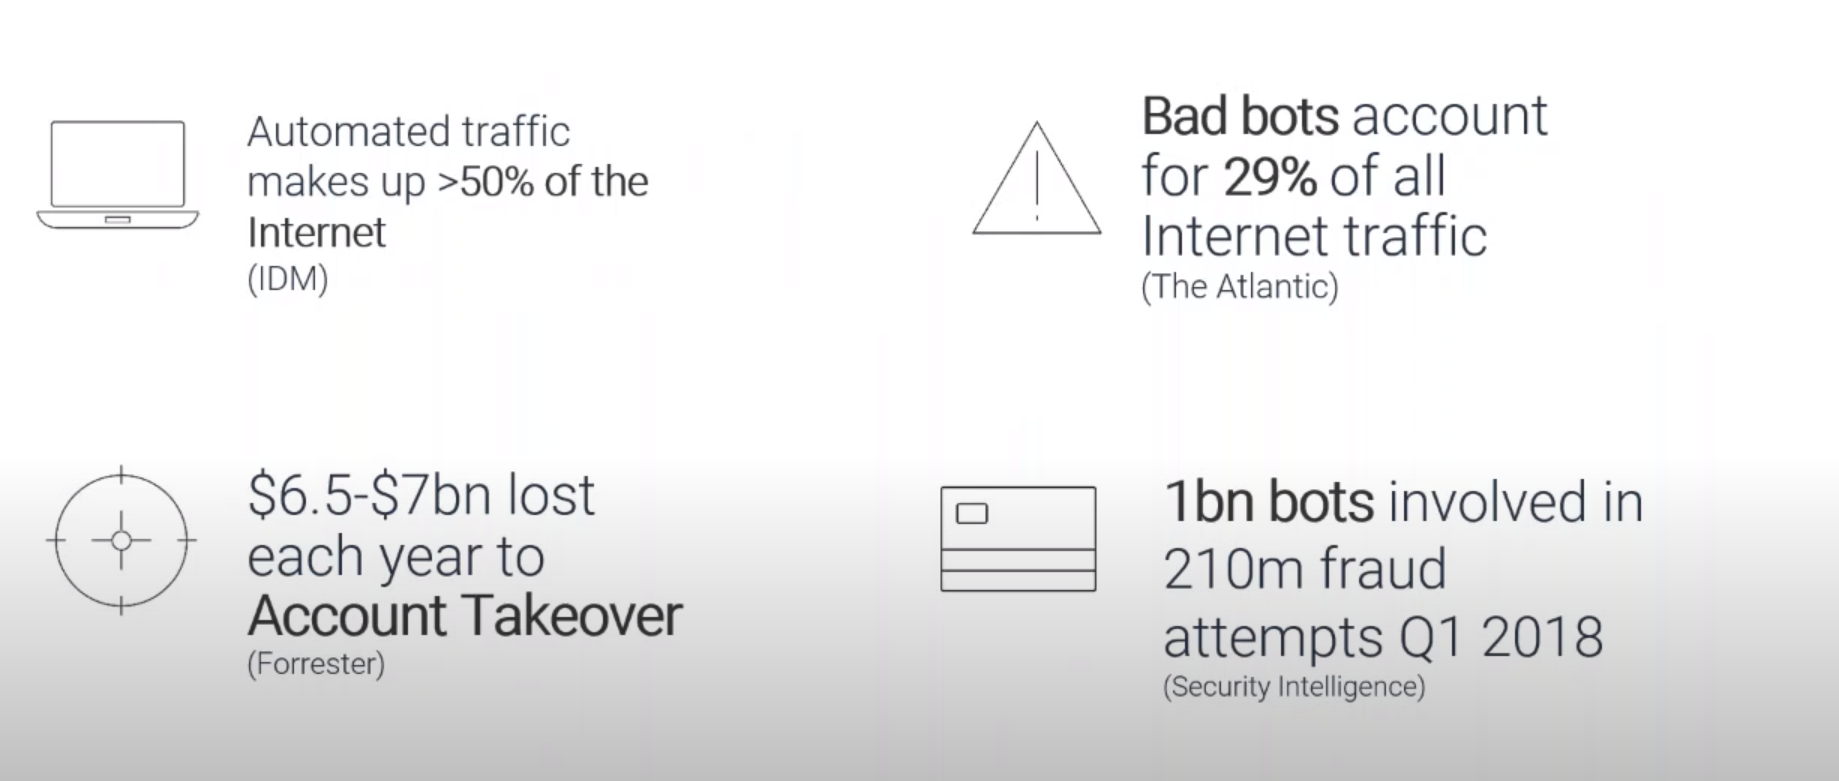 Automated traffic
makes up >50% of the
Internet
(IDM)
Bad bots account
for 29% of all
Internet traffic
(The Atlantic)
$6.5-$7bn lost
each year to
Account Takeover
(Forrester)
1bn bots involved in
210m fraud
attempts Q1 2018
(Security Intelligence)